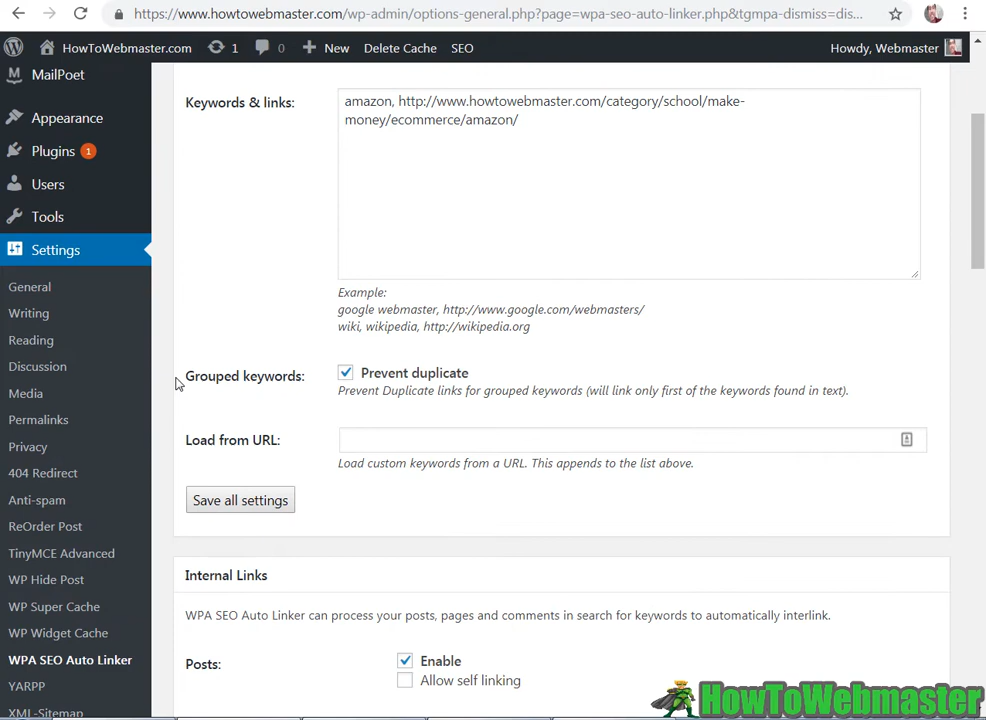 https://www.howtowebmaster.com/wp-admin/options-general.php?page=wpa-seo-auto-linker.php&tgmpa-dismiss=dis...
HowToWebmaster.com 1 0 New Delete Cache SEO Howdy, Webmaster
MailPoet
Appearance
Plugins 1
Users
Tools
Settings
General
Writing
Reading
Discussion
Media
Permalinks
Privacy
404 Redirect
Anti-spam
ReOrder Post
TinyMCE Advanced
WP Hide Post
WP Super Cache
WP Widget Cache
WPA SEO Auto Linker
YARPP
XML-Sitemap
Keywords & links:
amazon, http://www.howtowebmaster.com/category/school/make-
money/ecommerce/amazon/
Example:
google webmaster, http://www.google.com/webmasters/
wiki, wikipedia, http://wikipedia.org
Grouped keywords:
Prevent duplicate
Prevent Duplicate links for grouped keywords (will link only first of the keywords found in text).
Load from URL:
Load custom keywords from a URL. This appends to the list above.
Save all settings
Internal Links
WPA SEO Auto Linker can process your posts, pages and comments in search for keywords to automatically interlink.
Posts:
Enable
Allow self linking
HowToWebmaster